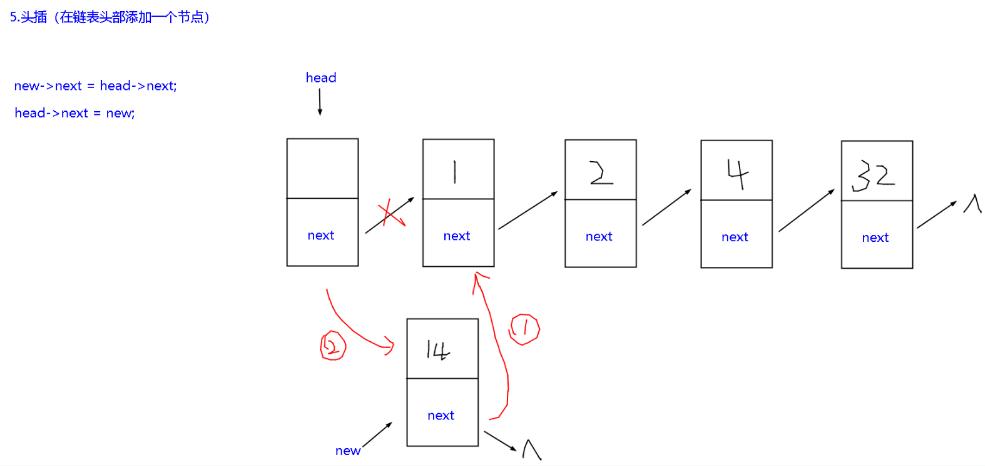 5.头插（在链表头部添加一个节点）
new->next = head->next;
head->next = new;
head
1
2
4
32
next
next
next
next
next
∧
②
①
14
next
new
∧